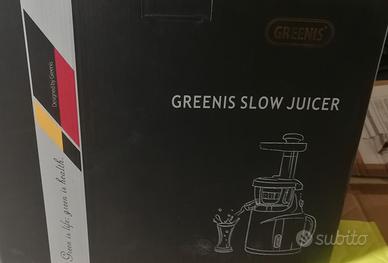 GREENIS
Designed by Greenis
GREENIS SLOW JUICER
Green is life, green is health.
subito